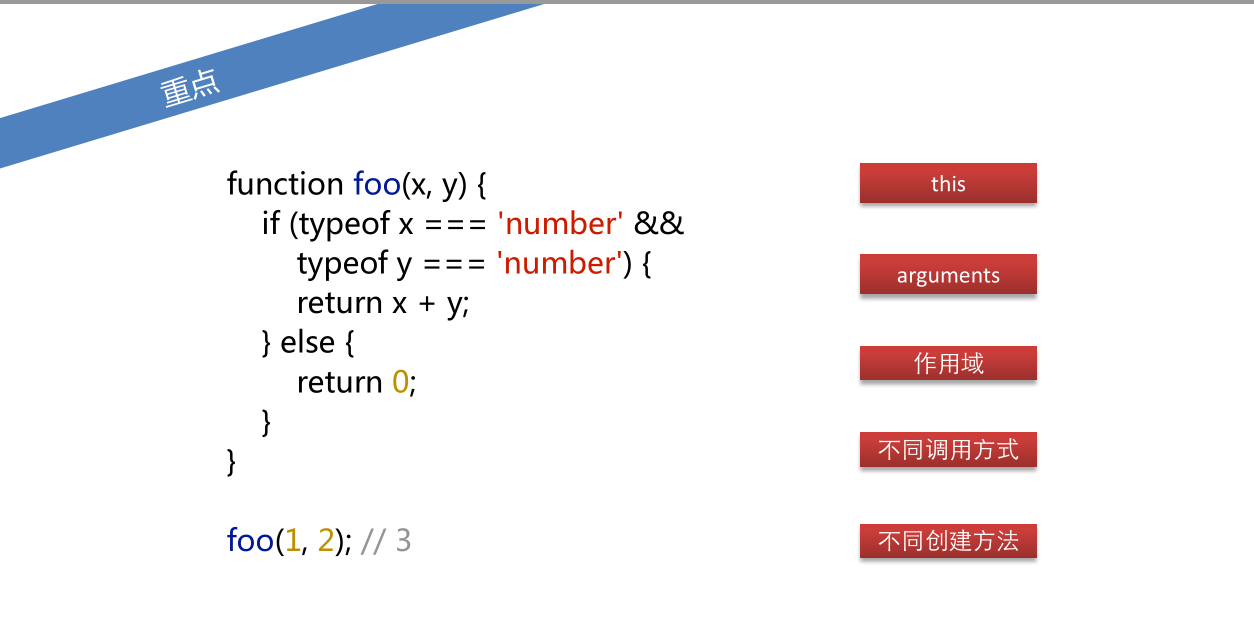 重点
function foo(x, y) {
if (typeof x === 'number' &&
typeof y === 'number') {
return x + y;
} else {
return 0;
}
}
foo(1, 2); // 3
this
arguments
作用域
不同调用方式
不同创建方法